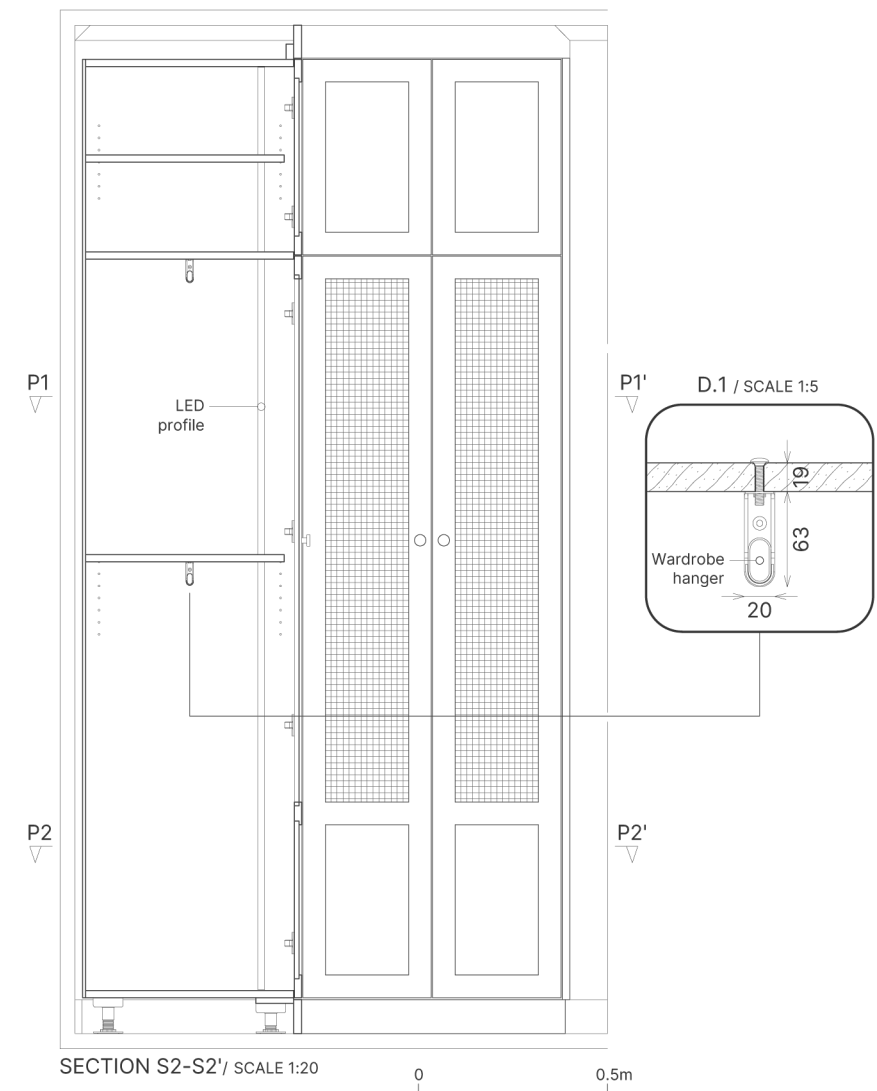 P1
P1'
D.1 / SCALE 1:5
LED
profile
19
63
Wardrobe
hanger
20
P2
P2'
SECTION S2-S2'/ SCALE 1:20
0
0.5m